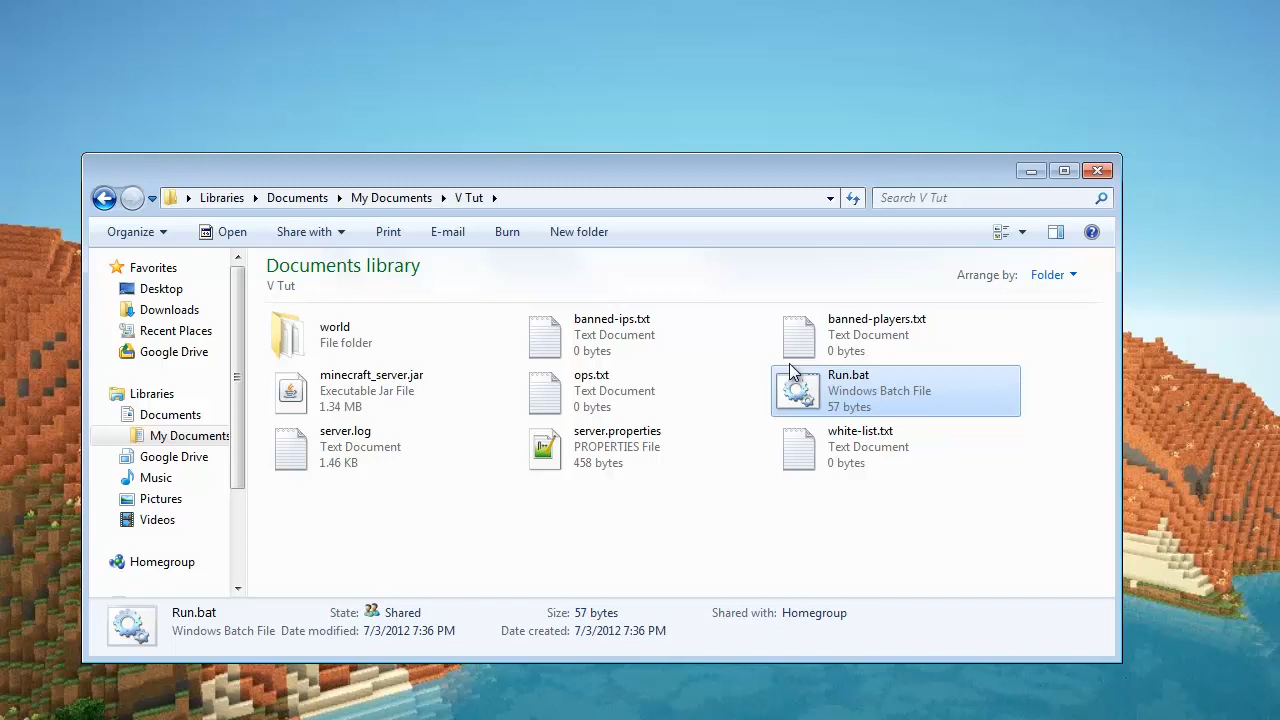 Libraries Documents My Documents V Tut
Search V Tut
Organize Open Share with Print E-mail Burn New folder
Favorites
Desktop
Downloads
Recent Places
Google Drive
Libraries
Documents
My Documents
Google Drive
Music
Pictures
Videos
Homegroup
Documents library
V Tut
Arrange by: Folder
world
File folder
banned-ips.txt
Text Document
0 bytes
banned-players.txt
Text Document
0 bytes
minecraft_server.jar
Executable Jar File
1.34 MB
ops.txt
Text Document
0 bytes
Run.bat
Windows Batch File
57 bytes
server.log
Text Document
1.46 KB
server.properties
PROPERTIES File
458 bytes
white-list.txt
Text Document
0 bytes
Run.bat State: Shared Size: 57 bytes Shared with: Homegroup
Windows Batch File Date modified: 7/3/2012 7:36 PM Date created: 7/3/2012 7:36 PM